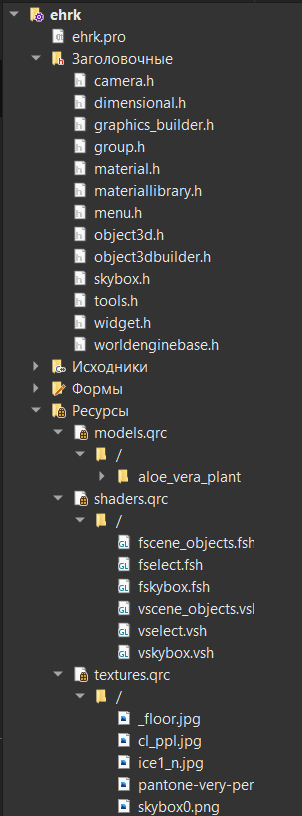 ehrk
ehrk.pro
Заголовочные
camera.h
dimensional.h
graphics_builder.h
group.h
material.h
materiallibrary.h
menu.h
object3d.h
object3dbuilder.h
skybox.h
tools.h
widget.h
worldenginebase.h
Исходники
Формы
Ресурсы
models.qrc
/
aloe_vera_plant
shaders.qrc
/
fscene_objects.fsh
fselect.fsh
fskybox.fsh
vscene_objects.vsh
vselect.vsh
vskybox.vsh
textures.qrc
/
_floor.jpg
cl_ppl.jpg
ice1_n.jpg
pantone-very-per
skybox0.png